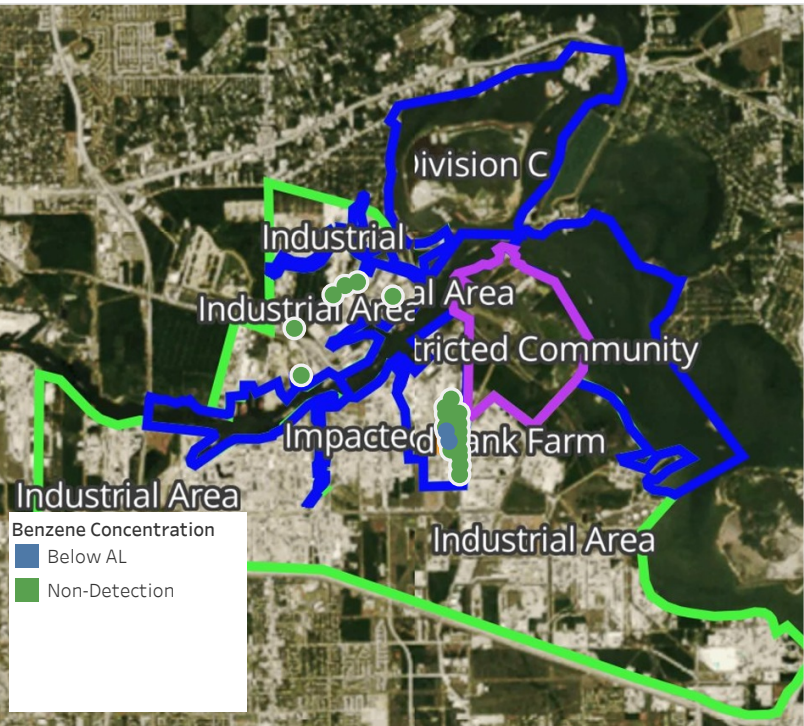 Division C
Industrial
al Area
Industrial Area
tricted Community
Impacted
ank Farm
Industrial Area
Industrial Area
Benzene Concentration
Below AL
Non-Detection